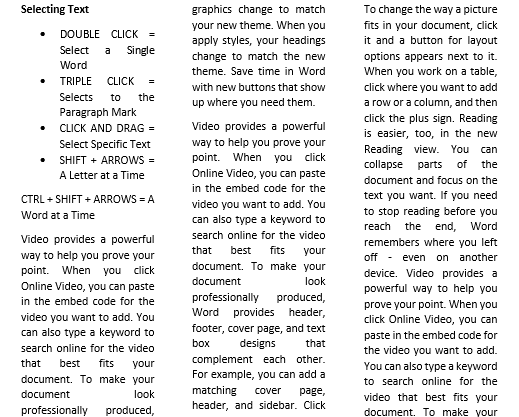 Selecting Text
• DOUBLE CLICK =
Select a Single
Word
• TRIPLE CLICK =
Selects to the
Paragraph Mark
• CLICK AND DRAG =
Select Specific Text
• SHIFT + ARROWS =
A Letter at a Time
CTRL + SHIFT + ARROWS = A
Word at a Time
Video provides a powerful
way to help you prove your
point. When you click
Online Video, you can paste
in the embed code for the
video you want to add. You
can also type a keyword to
search online for the video
that best fits your
document. To make your
document look
professionally produced,
graphics change to match
your new theme. When you
apply styles, your headings
change to match the new
theme. Save time in Word
with new buttons that show
up where you need them.
Video provides a powerful
way to help you prove your
point. When you click
Online Video, you can paste
in the embed code for the
video you want to add. You
can also type a keyword to
search online for the video
that best fits your
document. To make your
document look
professionally produced,
Word provides header,
footer, cover page, and text
box designs that
complement each other.
For example, you can add a
matching cover page,
header, and sidebar. Click
To change the way a picture
fits in your document, click
it and a button for layout
options appears next to it.
When you work on a table,
click where you want to add
a row or a column, and then
click the plus sign. Reading
is easier, too, in the new
Reading view. You can
collapse parts of the
document and focus on the
text you want. If you need
to stop reading before you
reach the end, Word
remembers where you left
off - even on another
device. Video provides a
powerful way to help you
prove your point. When you
click Online Video, you can
paste in the embed code for
the video you want to add.
You can also type a keyword
to search online for the
video that best fits your
document. To make your